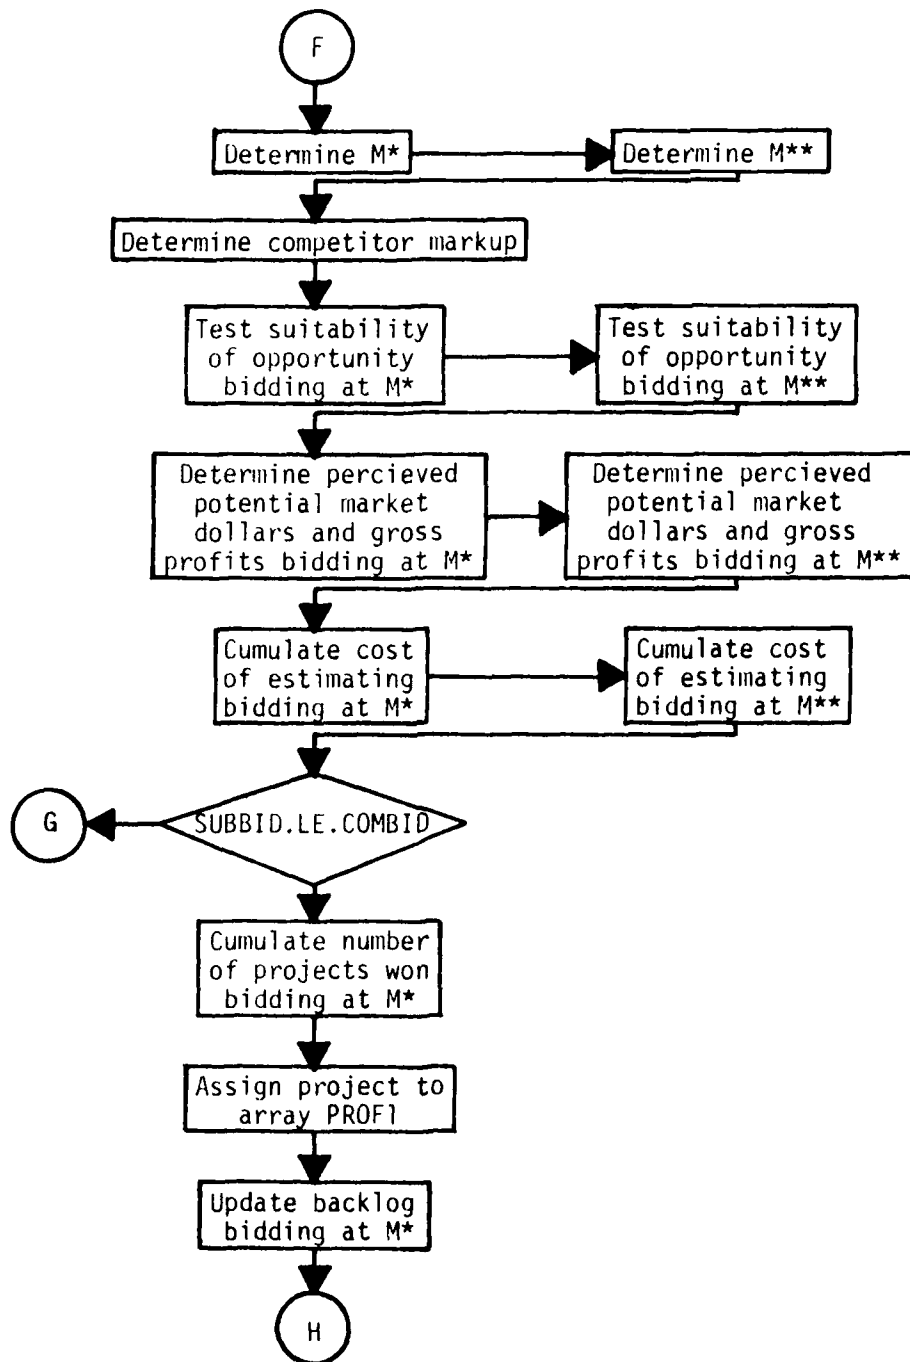 F
Determine M*
Determine M**
Determine competitor markup
Test suitability
of opportunity
bidding at M*
Test suitability
of opportunity
bidding at M**
Determine percieved
potential market
dollars and gross
profits bidding at M*
Determine percieved
potential market
dollars and gross
profits bidding at M**
Cumulate cost
of estimating
bidding at M*
Cumulate cost
of estimating
bidding at M**
G
SUBBID.LE.COMBID
Cumulate number
of projects won
bidding at M*
Assign project to
array PROF1
Update backlog
bidding at M*
H